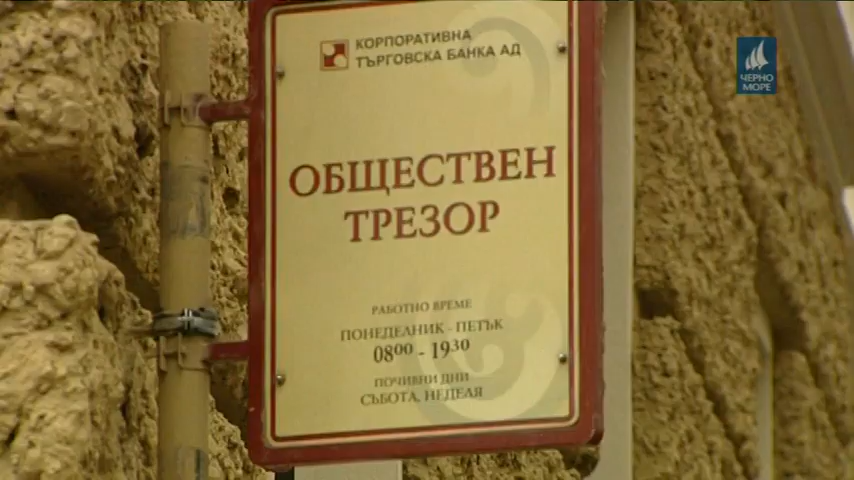 КОРПОРАТИВНА
ТЪРГОВСКА БАНКА АД
ЧЕРНО
МОРЕ
ОБЩЕСТВЕН
ТРЕЗОР
РАБОТНО ВРЕМЕ
ПОНЕДЕЛНИК - ПЕТЪК
08⁰⁰ - 19³⁰
ПОЧИВНИ ДНИ
СЪБОТА, НЕДЕЛЯ